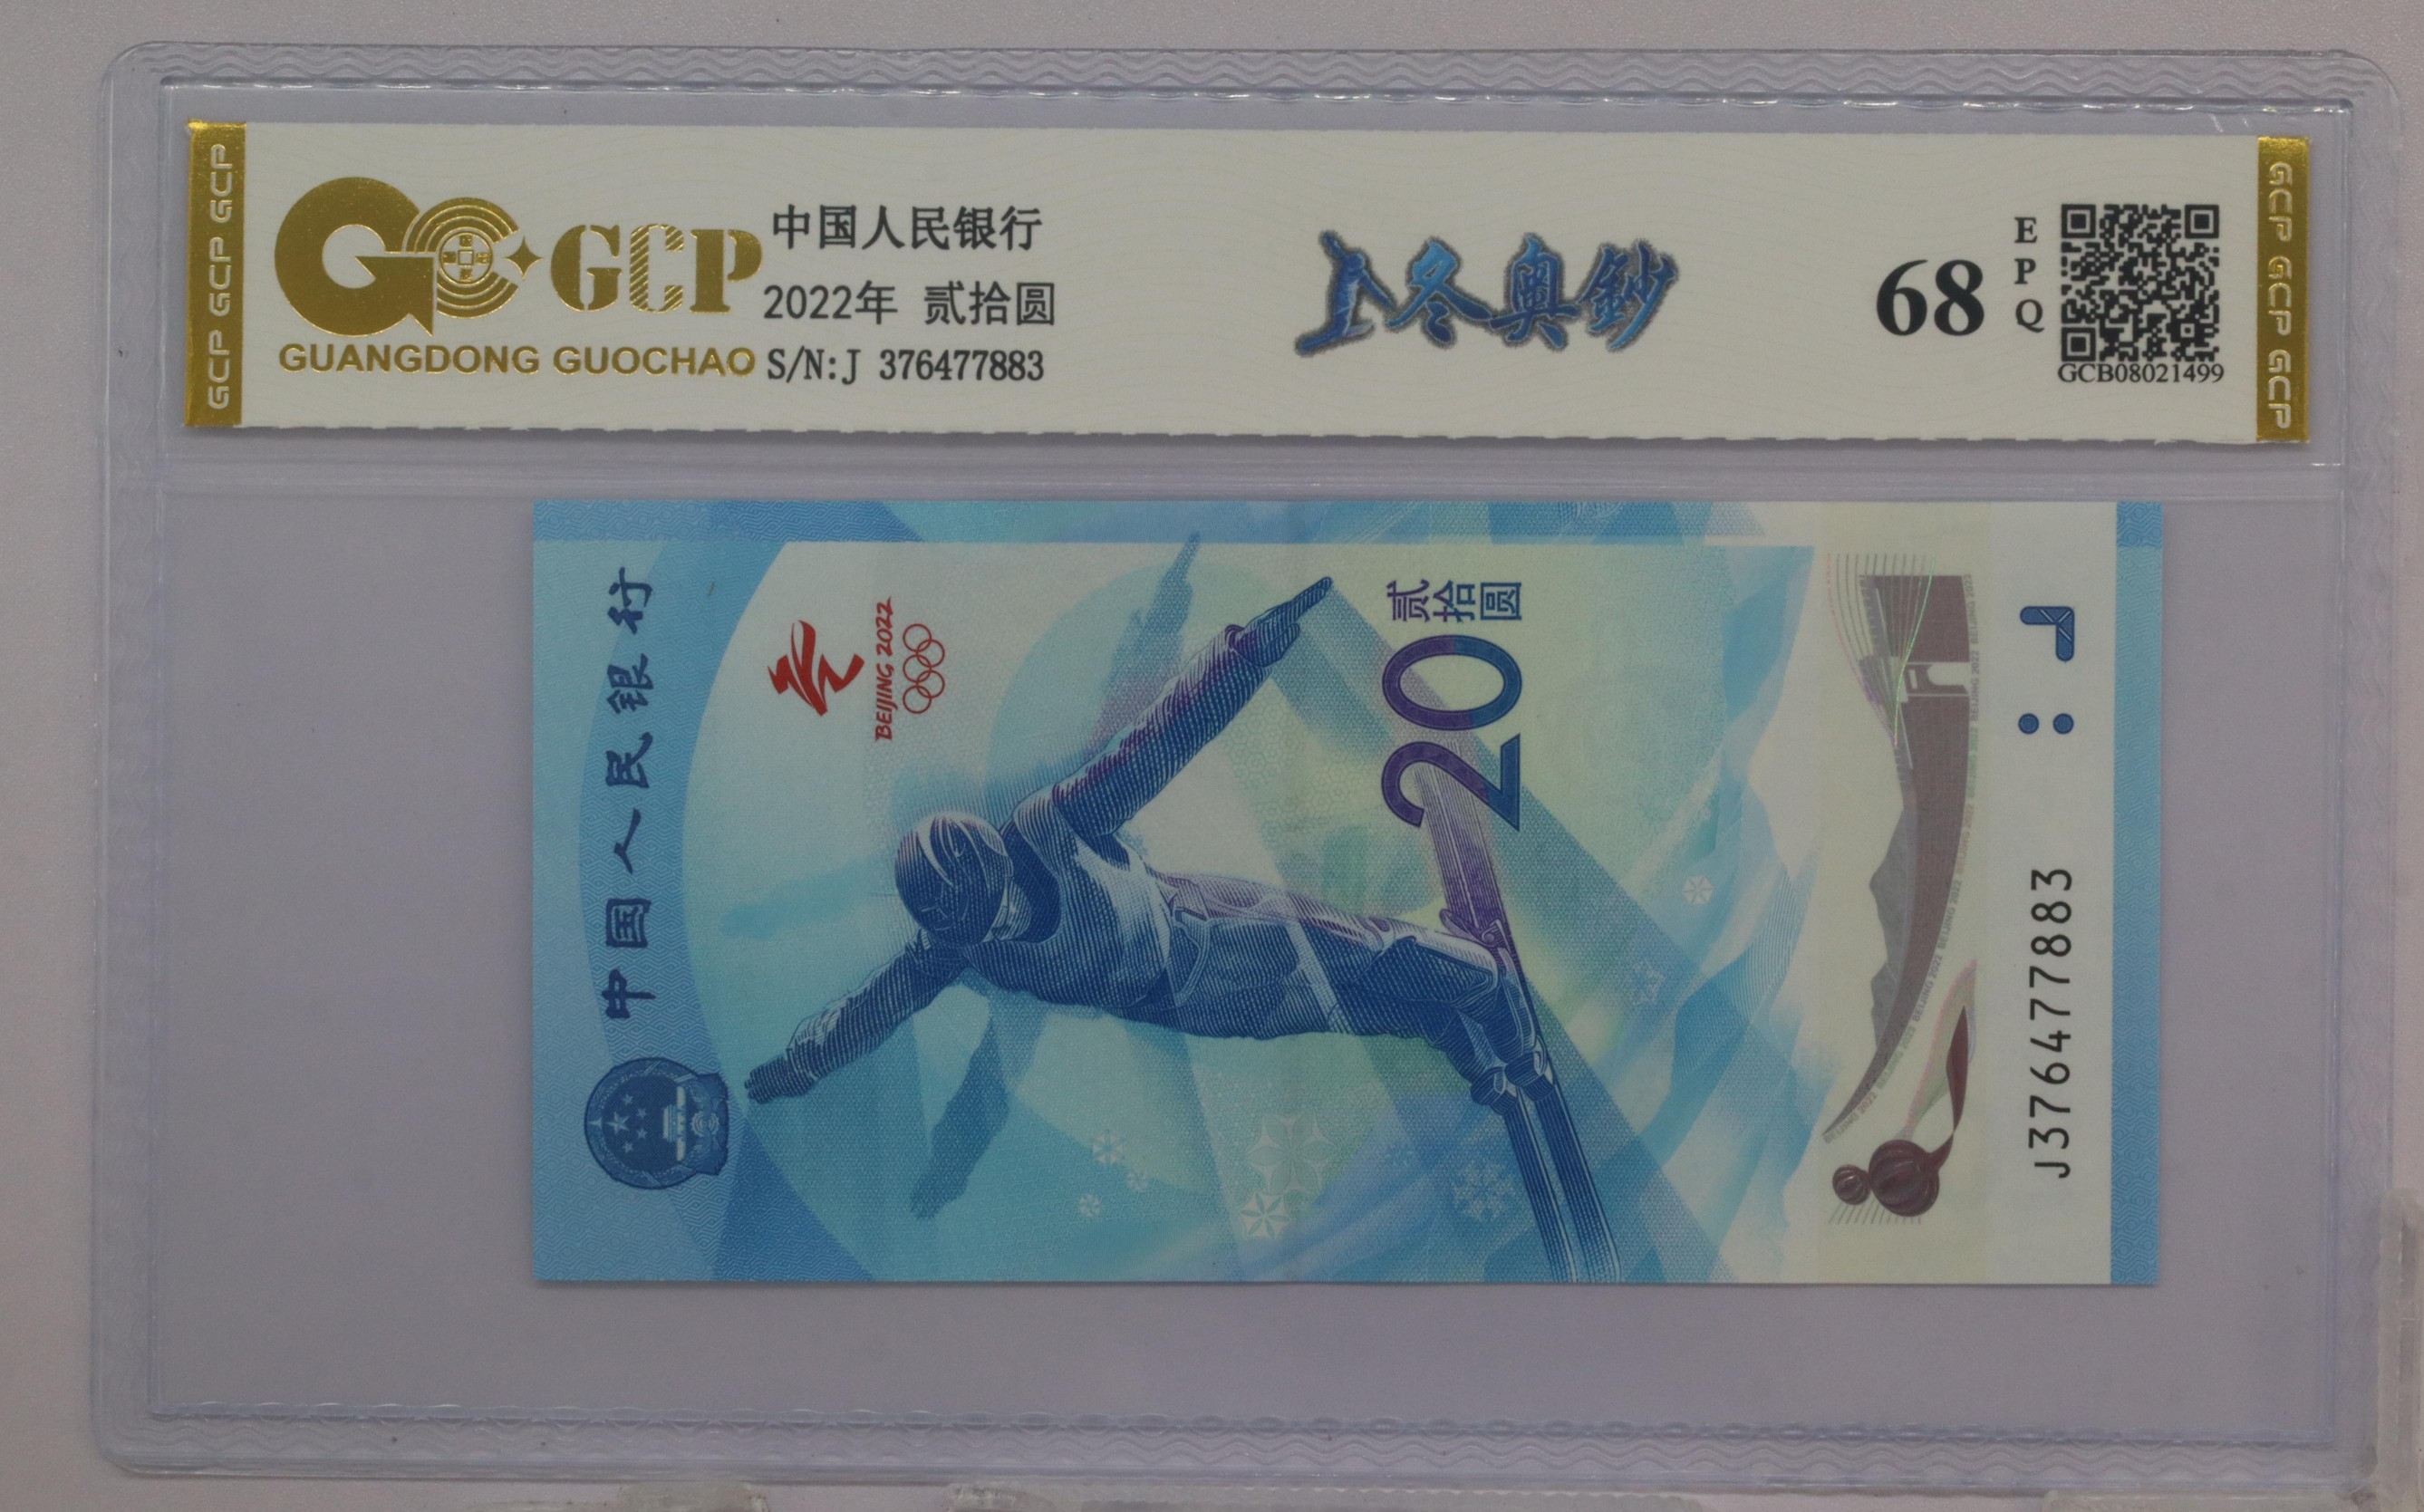 GCP GCP GCP
GCP
GUANGDONG GUOCHAO
中国人民银行
2022年 贰拾圆
S/N:J 376477883
冬奥鈔
68
EPQ
GCB08021499
GCP GCP GCP
中国人民银行
BEIJING 2022
贰拾圆
20
J376477883